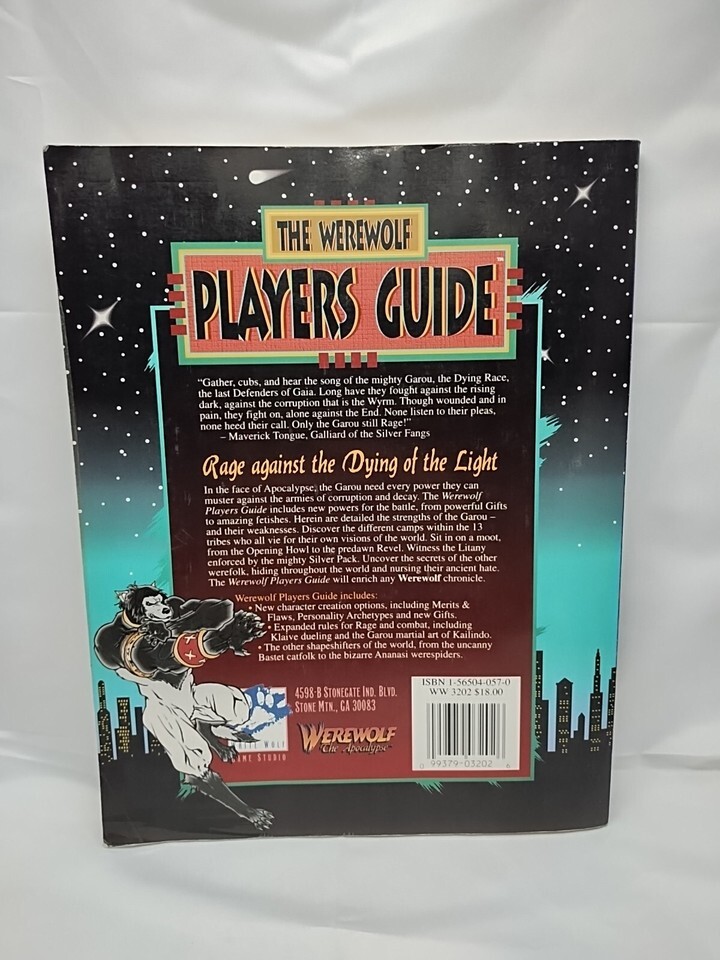 THE WEREWOLF
PLAYERS GUIDE™
“Gather, cubs, and hear the song of the mighty Garou, the Dying Race,
the last Defenders of Gaia. Long have they fought against the rising
dark, against the corruption that is the Wyrm. Though wounded and in
pain, they fight on, alone against the End. None listen to their pleas,
none heed their call. Only the Garou still Rage!”
– Maverick Tongue, Galliard of the Silver Fangs
Rage against the Dying of the Light
In the face of Apocalypse, the Garou need every power they can
muster against the armies of corruption and decay. The Werewolf
Players Guide includes new powers for the battle, from powerful Gifts
to amazing fetishes. Herein are detailed the strengths of the Garou –
and their weaknesses. Discover the different camps within the 13
tribes who all vie for their own visions of the world. Sit in on a moot,
from the Opening Howl to the predawn Revel. Witness the Litany
enforced by the mighty Silver Pack. Uncover the secrets of the other
werefolk, hiding throughout the world and nursing their ancient hate.
The Werewolf Players Guide will enrich any Werewolf chronicle.
Werewolf Players Guide includes:
• New character creation options, including Merits &
Flaws, Personality Archetypes and new Gifts.
• Expanded rules for Rage and combat, including
Klaive dueling and the Garou martial art of Kailindo.
• The other shapeshifters of the world, from the uncanny
Bastet catfolk to the bizarre Ananasi werespiders.
ISBN 1-56504-057-0
WW 3202 $18.00
4598-B STONEGATE IND. BLVD.
STONE MTN., GA 30083
WOLF
GAME STUDIO
WEREWOLF
The Apocalypse™
0 99379-03202 6